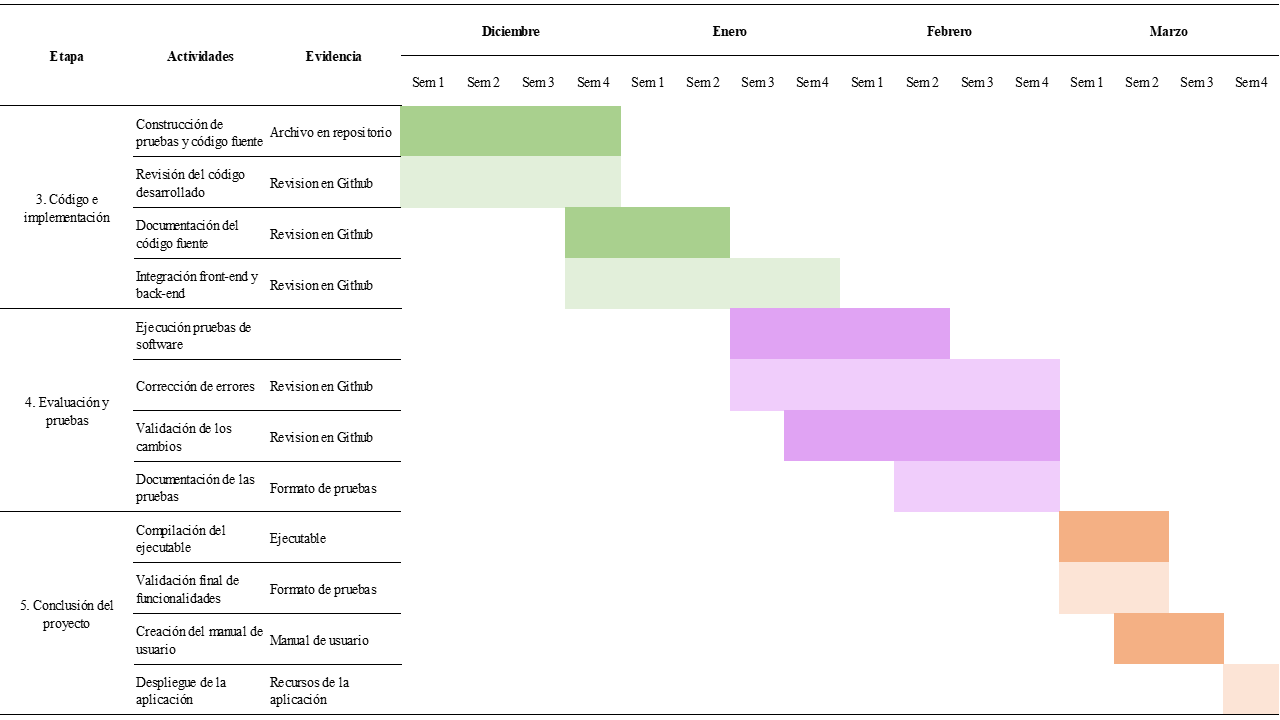 Etapa
Actividades
Evidencia
Diciembre
Enero
Febrero
Marzo
Sem 1
Sem 2
Sem 3
Sem 4
Sem 1
Sem 2
Sem 3
Sem 4
Sem 1
Sem 2
Sem 3
Sem 4
Sem 1
Sem 2
Sem 3
Sem 4
3. Código e
implementación
Construcción de
pruebas y código fuente
Archivo en repositorio
Revisión del código
desarrollado
Revision en Github
Documentación del
código fuente
Revision en Github
Integración front-end y
back-end
Revision en Github
4. Evaluación y
pruebas
Ejecución pruebas de
software
Corrección de errores
Revision en Github
Validación de los
cambios
Revision en Github
Documentación de las
pruebas
Formato de pruebas
5. Conclusión del
proyecto
Compilación del
ejecutable
Ejecutable
Validación final de
funcionalidades
Formato de pruebas
Creación del manual de
usuario
Manual de usuario
Despliegue de la
aplicación
Recursos de la
aplicación